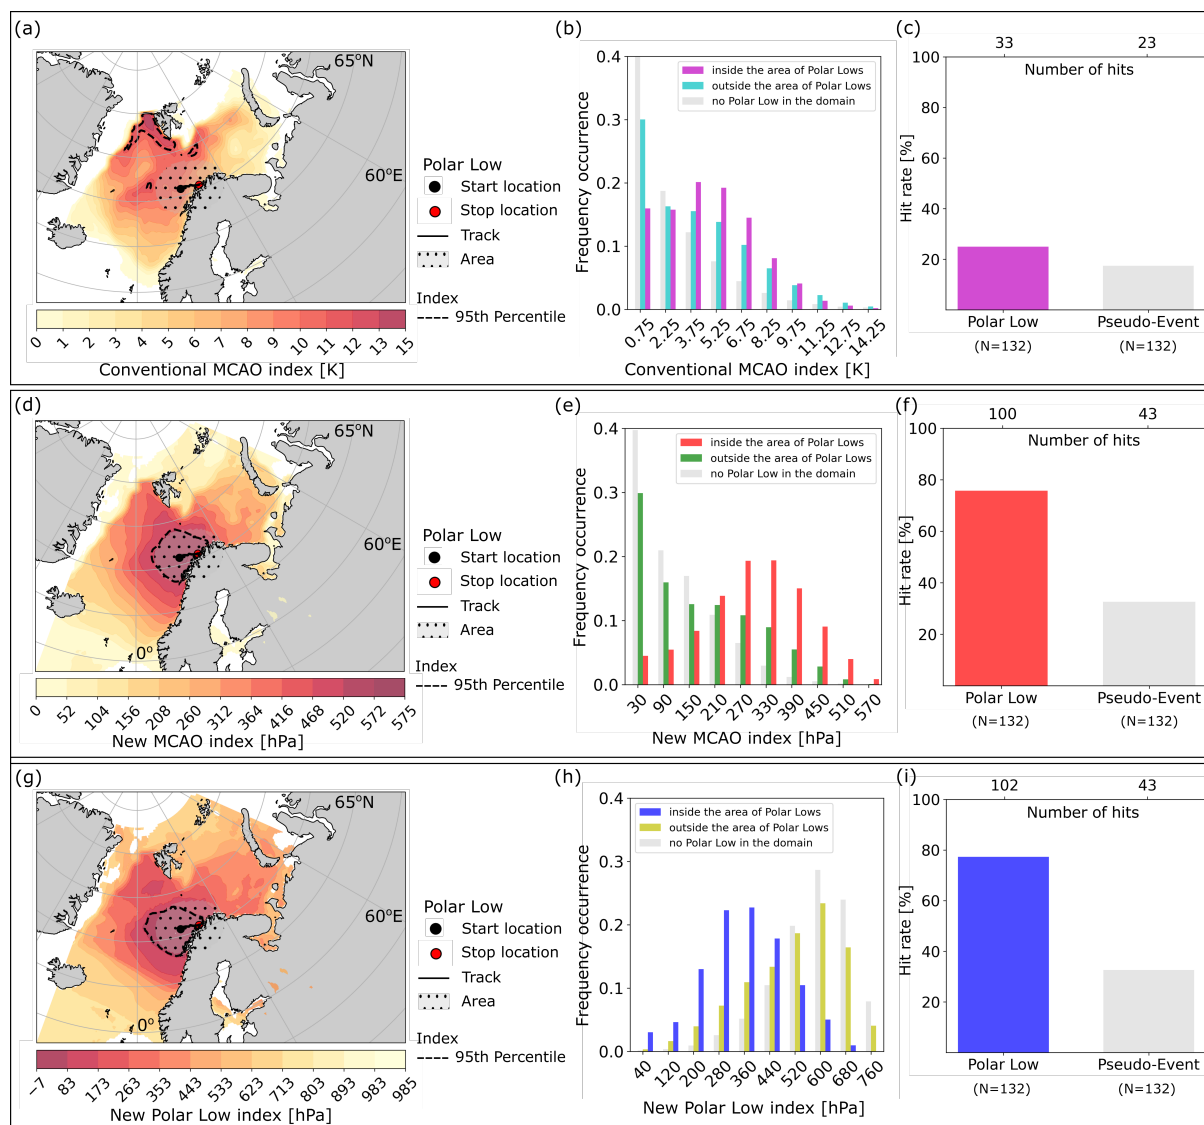 (a)
65°N
60°E
Polar Low
Start location
Stop location
Track
Area
Index
95th Percentile
0 1 2 3 4 5 6 7 8 9 10 11 12 13 14 15
Conventional MCAO index [K]
(b)
Frequency occurrence
0.4
0.3
0.2
0.1
0.0
inside the area of Polar Lows
outside the area of Polar Lows
no Polar Low in the domain
0.75 2.25 3.75 5.25 6.75 8.25 9.75 11.25 12.75 14.25
Conventional MCAO index [K]
(c)
33 23
Number of hits
Hit rate [%]
100
80
60
40
20
Polar Low Pseudo-Event
(N=132) (N=132)
(d)
65°N
60°E
0°
Polar Low
Start location
Stop location
Track
Area
Index
95th Percentile
0 52 104 156 208 260 312 364 416 468 520 572 575
New MCAO index [hPa]
(e)
Frequency occurrence
0.4
0.3
0.2
0.1
0.0
inside the area of Polar Lows
outside the area of Polar Lows
no Polar Low in the domain
30 90 150 210 270 330 390 450 510 570
New MCAO index [hPa]
(f)
100 43
Number of hits
Hit rate [%]
100
80
60
40
20
Polar Low Pseudo-Event
(N=132) (N=132)
(g)
65°N
60°E
0°
Polar Low
Start location
Stop location
Track
Area
Index
95th Percentile
−7 83 173 263 353 443 533 623 713 803 893 983 985
New Polar Low index [hPa]
(h)
Frequency occurrence
0.4
0.3
0.2
0.1
0.0
inside the area of Polar Lows
outside the area of Polar Lows
no Polar Low in the domain
40 120 200 280 360 440 520 600 680 760
New Polar Low index [hPa]
(i)
102 43
Number of hits
Hit rate [%]
100
80
60
40
20
Polar Low Pseudo-Event
(N=132) (N=132)